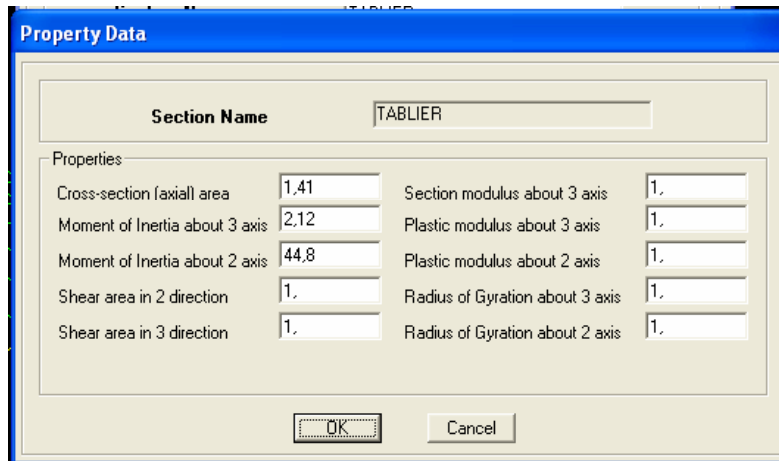 Property Data
Section Name TABLIER
Properties
Cross-section (axial) area 1,41 Section modulus about 3 axis 1,
Moment of Inertia about 3 axis 2,12 Plastic modulus about 3 axis 1,
Moment of Inertia about 2 axis 44,8 Plastic modulus about 2 axis 1,
Shear area in 2 direction 1, Radius of Gyration about 3 axis 1,
Shear area in 3 direction 1, Radius of Gyration about 2 axis 1,
OK Cancel